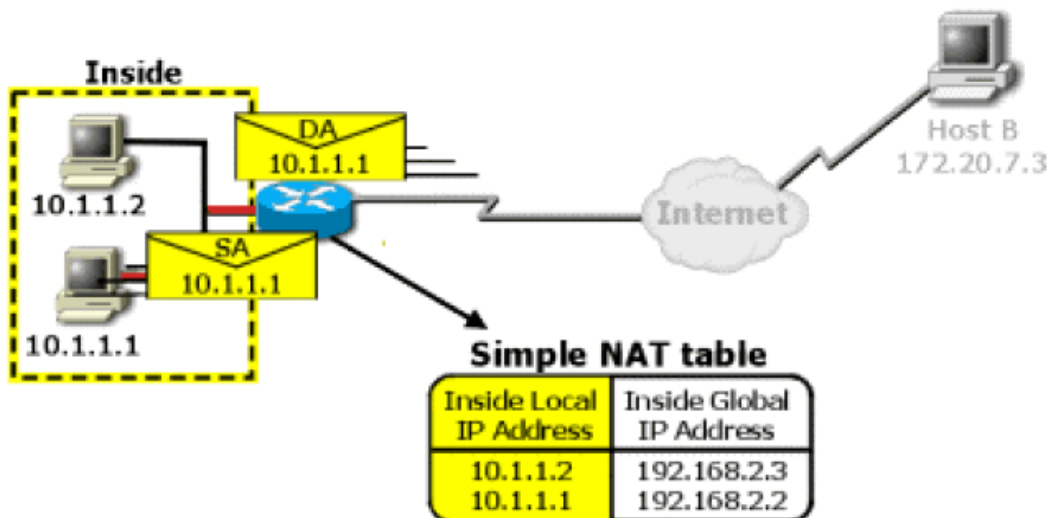 Inside
DA
10.1.1.1
Host B
172.20.7.3
10.1.1.2
Internet
SA
10.1.1.1
10.1.1.1
Simple NAT table
Inside Local
IP Address
Inside Global
IP Address
10.1.1.2
192.168.2.3
10.1.1.1
192.168.2.2